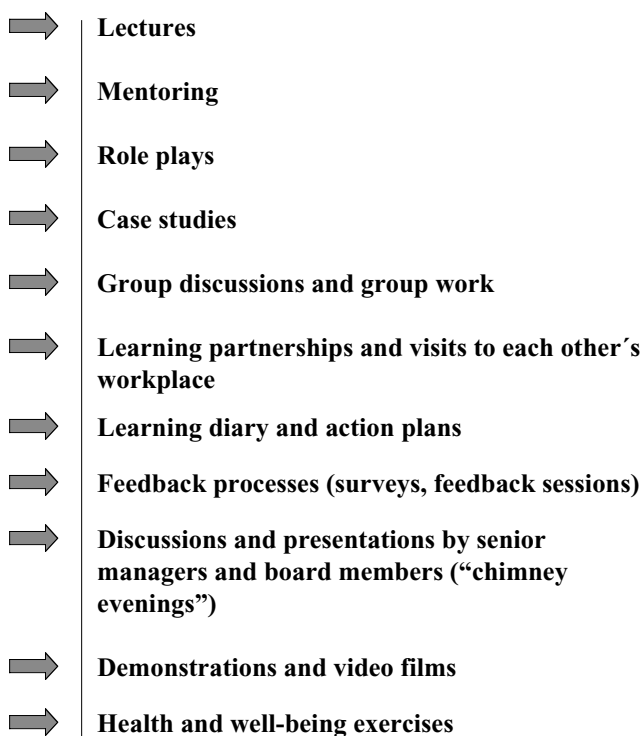 Lectures
Mentoring
Role plays
Case studies
Group discussions and group work
Learning partnerships and visits to each other´s
workplace
Learning diary and action plans
Feedback processes (surveys, feedback sessions)
Discussions and presentations by senior
managers and board members (“chimney
evenings”)
Demonstrations and video films
Health and well-being exercises